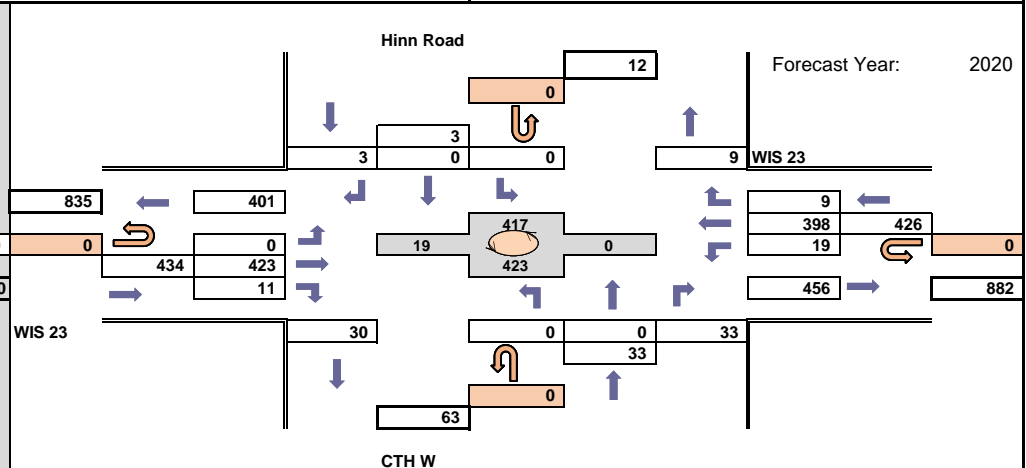 Hinn Road
12 Forecast Year: 2020
0
3
3 0 0 9 WIS 23
835 401 9
417 398 426
0 0 19 0 19 0
434 423 423
0 11 456 882
WIS 23 30 0 0 33
33
0
63
CTH W